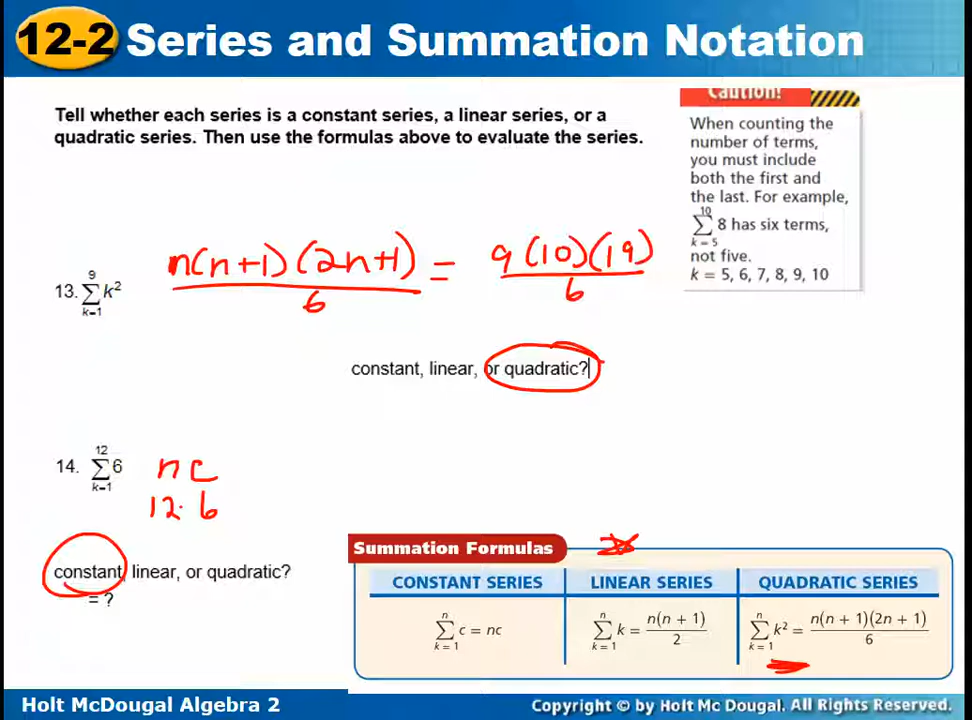 12-2 Series and Summation Notation
Tell whether each series is a constant series, a linear series, or a
quadratic series. Then use the formulas above to evaluate the series.
Caution!
When counting the
number of terms,
you must include
both the first and
the last. For example,
10
∑ 8 has six terms,
k = 5
not five.
k = 5, 6, 7, 8, 9, 10
n(n+1)(2n+1) = 9(10)(19)
6 6
9
13. ∑ k²
k=1
constant, linear, or quadratic?
12
14. ∑ 6 nc
k=1
12·6
constant, linear, or quadratic?
= ?
Summation Formulas
CONSTANT SERIES LINEAR SERIES QUADRATIC SERIES
n n n
∑ c = nc ∑ k = n(n + 1)/2 ∑ k² = n(n + 1)(2n + 1)/6
k = 1 k = 1 k = 1
Holt McDougal Algebra 2
Copyright © by Holt Mc Dougal. All Rights Reserved.